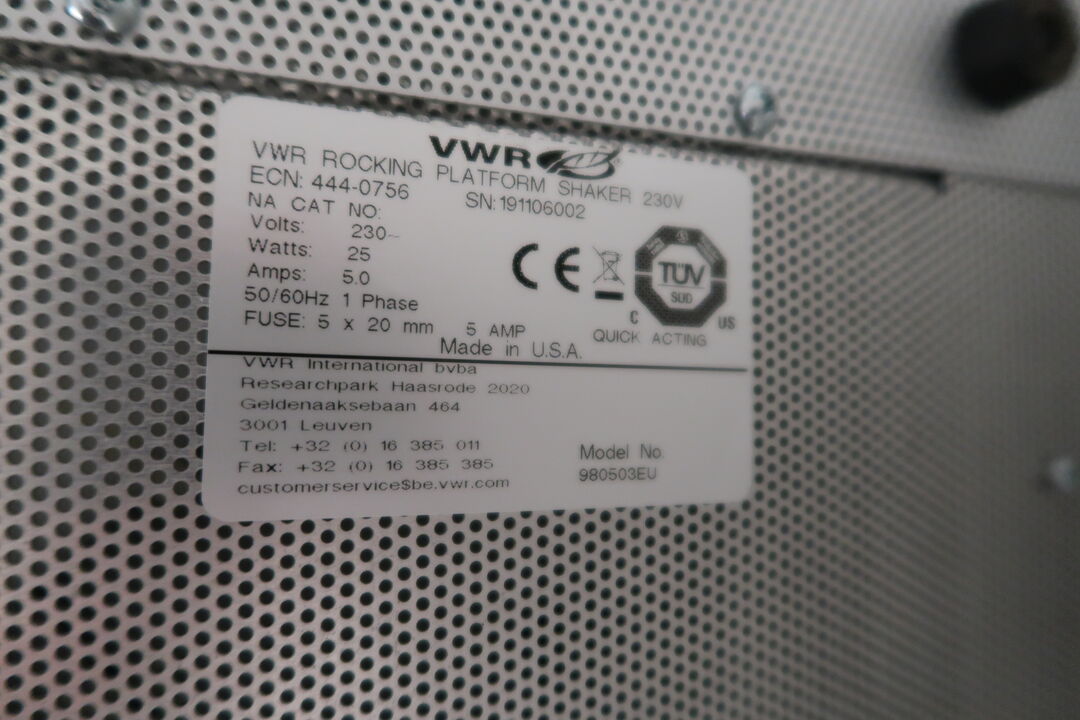 VWR
VWR ROCKING PLATFORM SHAKER 230V
ECN: 444-0756 SN: 191106002
NA CAT NO:
Volts: 230~
Watts: 25
Amps: 5.0
50/60Hz 1 Phase
FUSE: 5 x 20 mm 5 AMP QUICK ACTING
Made in U.S.A.
CE
TÜV
SÜD
C US
VWR International bvba
Researchpark Haasrode 2020
Geldenaaksebaan 464
3001 Leuven
Tel: +32 (0) 16 385 011
Fax: +32 (0) 16 385 385
customerservice$be.vwr.com
Model No.
980503EU